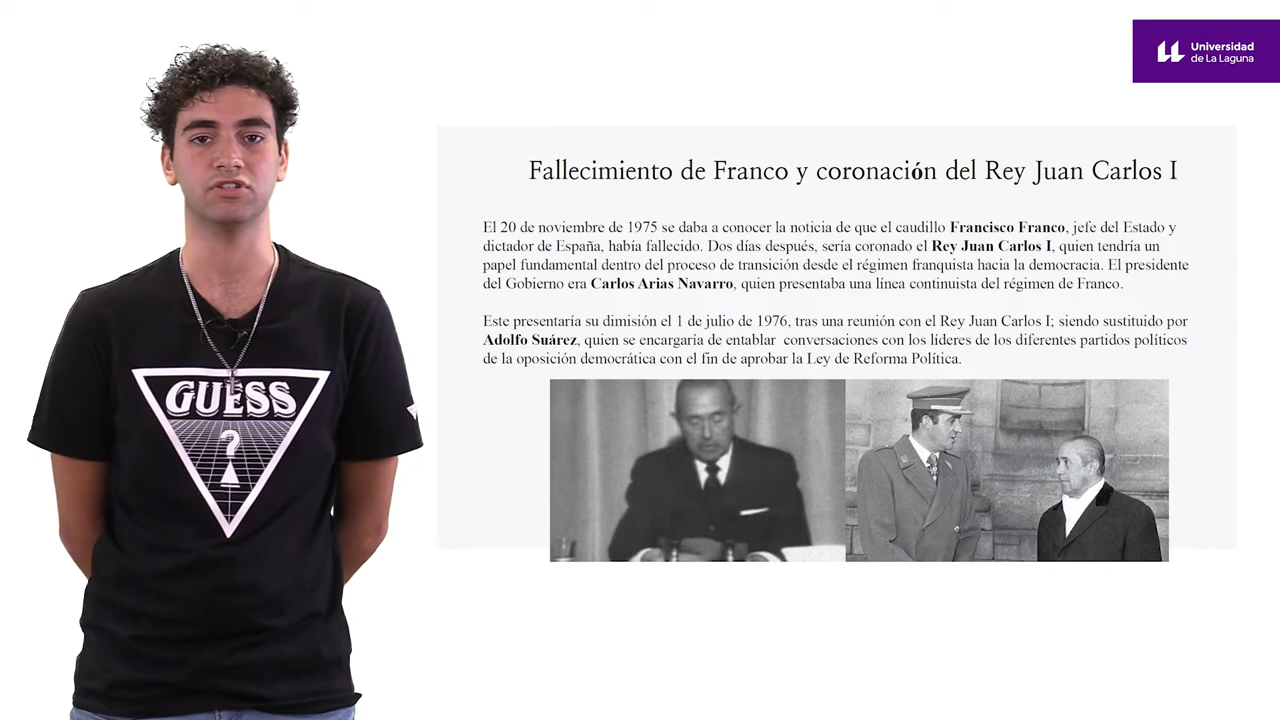 Universidad
de La Laguna
Fallecimiento de Franco y coronación del Rey Juan Carlos I
El 20 de noviembre de 1975 se daba a conocer la noticia de que el caudillo Francisco Franco, jefe del Estado y
dictador de España, había fallecido. Dos días después, sería coronado el Rey Juan Carlos I, quien tendría un
papel fundamental dentro del proceso de transición desde el régimen franquista hacia la democracia. El presidente
del Gobierno era Carlos Arias Navarro, quien presentaba una línea continuista del régimen de Franco.
Este presentaría su dimisión el 1 de julio de 1976, tras una reunión con el Rey Juan Carlos I; siendo sustituido por
Adolfo Suárez, quien se encargaría de entablar conversaciones con los líderes de los diferentes partidos políticos
de la oposición democrática con el fin de aprobar la Ley de Reforma Política.
GUESS
?